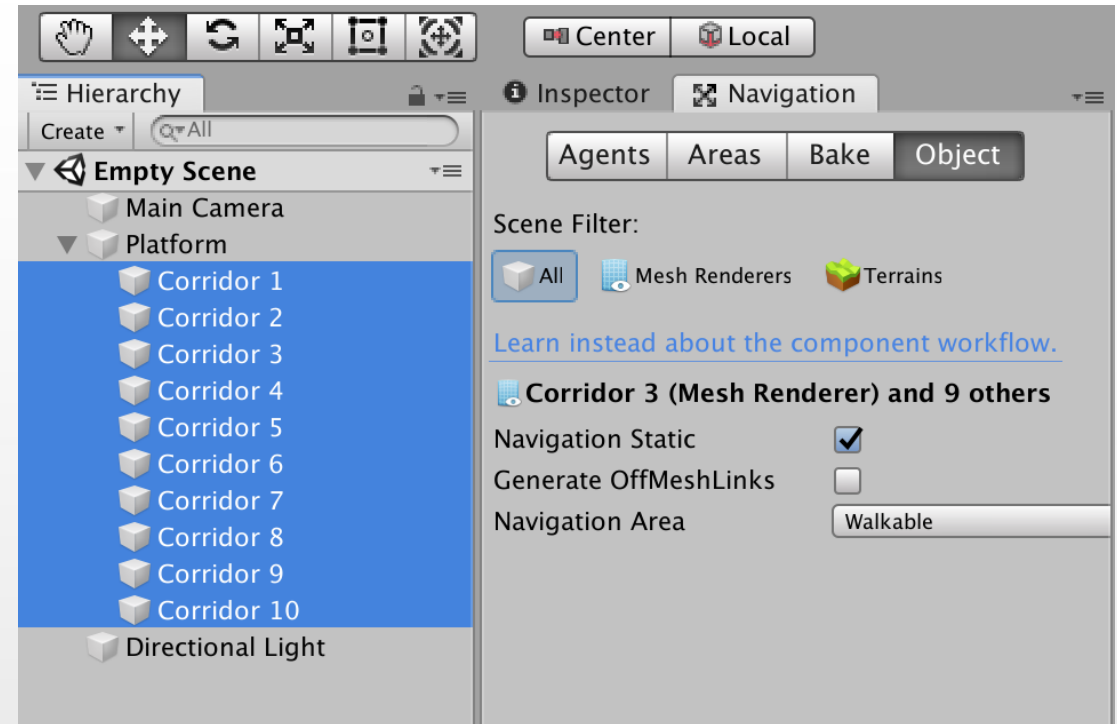 Center
Local
Hierarchy
Create
All
Empty Scene
Main Camera
Platform
Corridor 1
Corridor 2
Corridor 3
Corridor 4
Corridor 5
Corridor 6
Corridor 7
Corridor 8
Corridor 9
Corridor 10
Directional Light
Inspector
Navigation
Agents
Areas
Bake
Object
Scene Filter:
All
Mesh Renderers
Terrains
Learn instead about the component workflow.
Corridor 3 (Mesh Renderer) and 9 others
Navigation Static
Generate OffMeshLinks
Navigation Area
Walkable